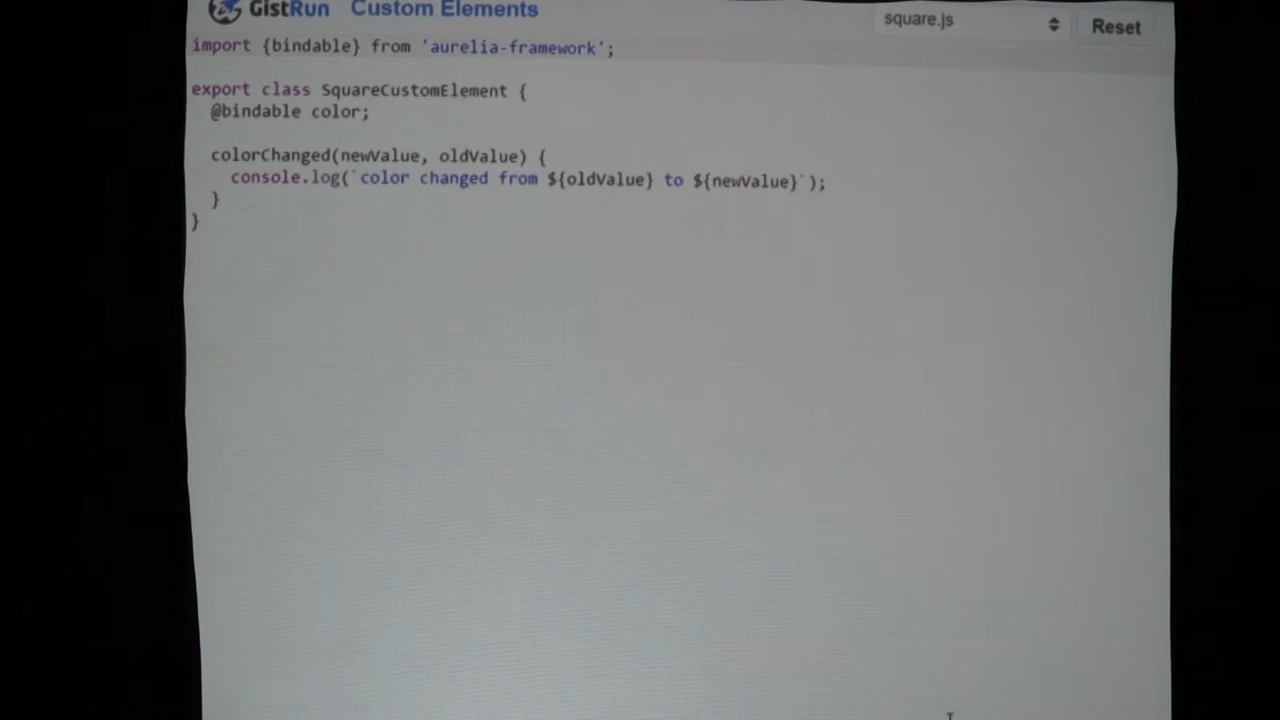 GistRun Custom Elements square.js Reset
import {bindable} from 'aurelia-framework';
export class SquareCustomElement {
@bindable color;
colorChanged(newValue, oldValue) {
console.log(`color changed from ${oldValue} to ${newValue}`);
}
}